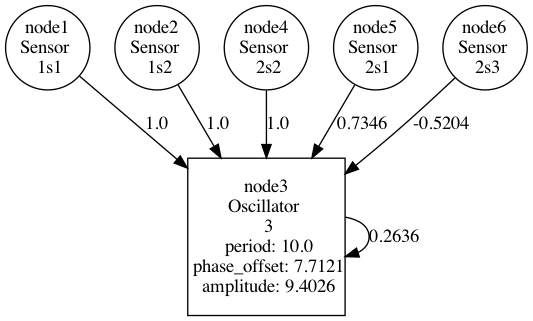 node1
Sensor
1s1
node2
Sensor
1s2
node4
Sensor
2s2
node5
Sensor
2s1
node6
Sensor
2s3
1.0
1.0
1.0
0.7346
-0.5204
node3
Oscillator
3
period: 10.0
phase_offset: 7.7121
amplitude: 9.4026
0.2636